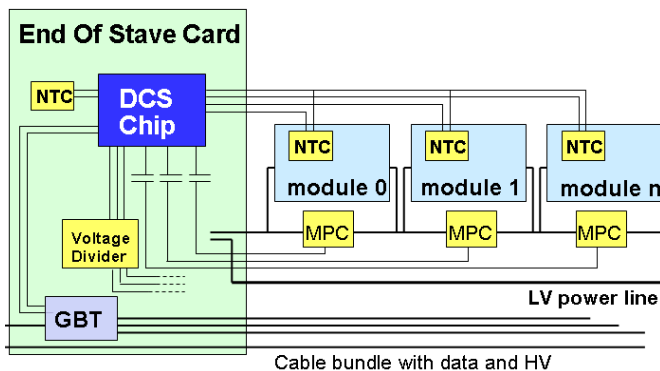 End Of Stave Card
NTC
DCS
Chip
NTC
NTC
NTC
module 0
module 1
module n
MPC
MPC
MPC
Voltage
Divider
LV power line
GBT
Cable bundle with data and HV